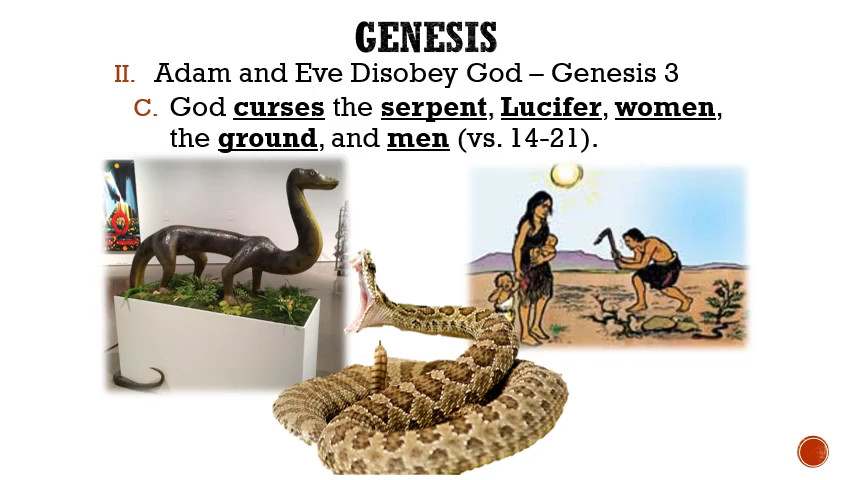 GENESIS
II. Adam and Eve Disobey God – Genesis 3
C. God curses the serpent, Lucifer, women,
the ground, and men (vs. 14-21).